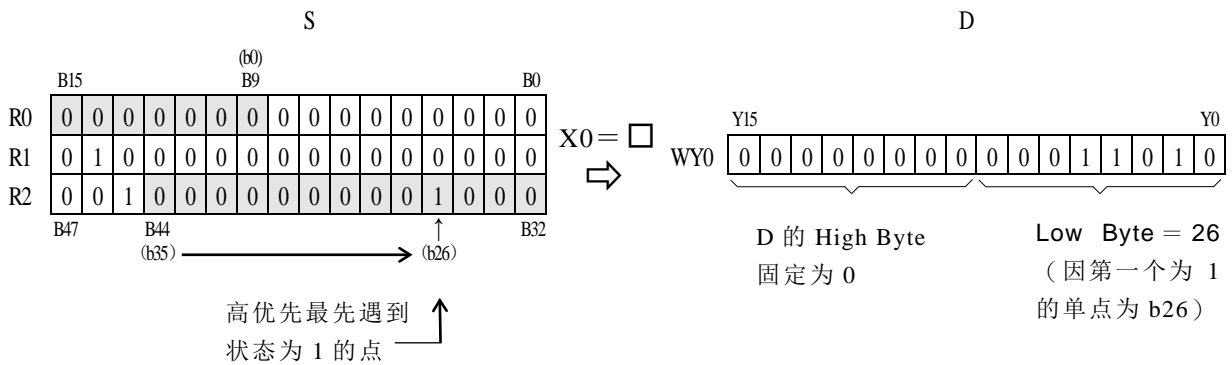 S D
(b0)
B15 B9 B0
R0 0 0 0 0 0 0 0 0 0 0 0 0 0 0 0 0
R1 0 1 0 0 0 0 0 0 0 0 0 0 0 0 0 0
R2 0 0 1 0 0 0 0 0 0 0 0 0 1 0 0 0
B47 B44 ↑ B32
(b35) (b26)
高优先最先遇到
状态为 1 的点
X0＝□
⇨
Y15 Y0
WY0 0 0 0 0 0 0 0 0 0 0 0 1 1 0 1 0
D 的 High Byte
固定为 0
Low Byte＝26
（因第一个为 1
的单点为 b26）